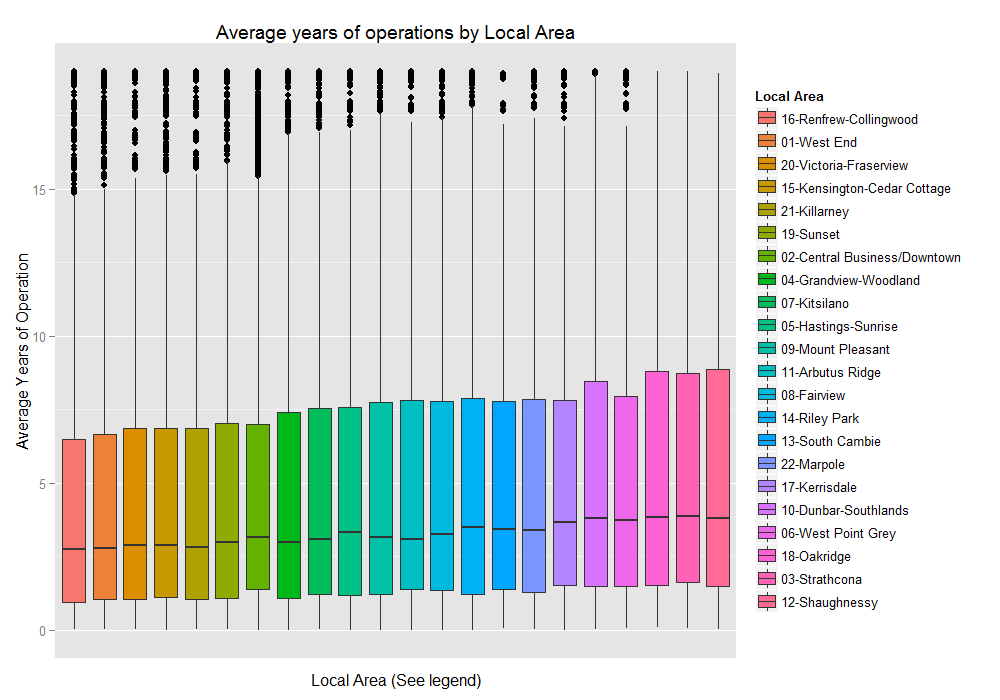 Average years of operations by Local Area
Average Years of Operation
15
10
5
0
Local Area (See legend)
Local Area
16-Renfrew-Collingwood
01-West End
20-Victoria-Fraserview
15-Kensington-Cedar Cottage
21-Killarney
19-Sunset
02-Central Business/Downtown
04-Grandview-Woodland
07-Kitsilano
05-Hastings-Sunrise
09-Mount Pleasant
11-Arbutus Ridge
08-Fairview
14-Riley Park
13-South Cambie
22-Marpole
17-Kerrisdale
10-Dunbar-Southlands
06-West Point Grey
18-Oakridge
03-Strathcona
12-Shaughnessy